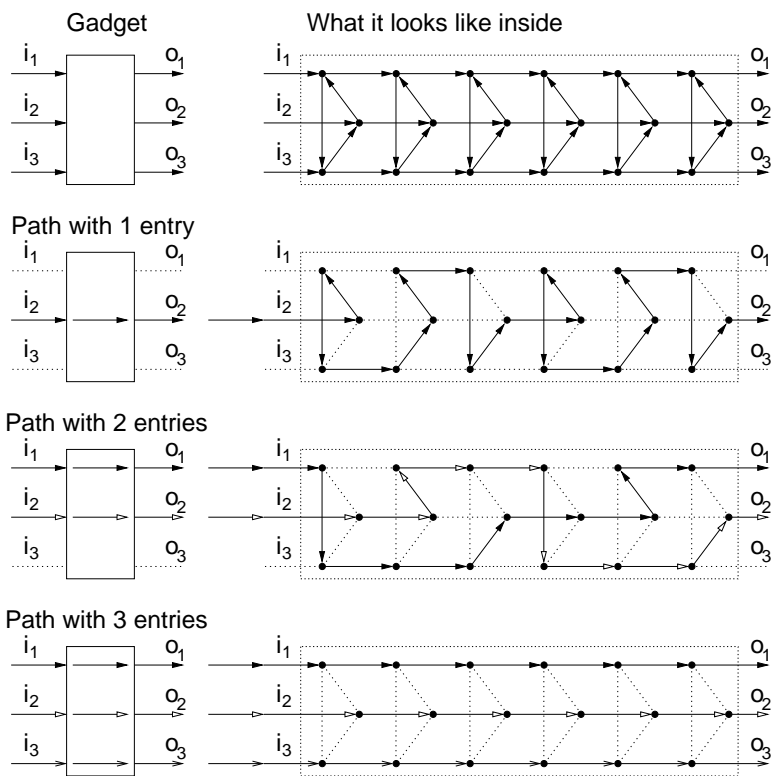 Gadget What it looks like inside
i1 o1 i1 o1
i2 o2 i2 o2
i3 o3 i3 o3
Path with 1 entry
i1 o1 i1 o1
i2 o2 i2 o2
i3 o3 i3 o3
Path with 2 entries
i1 o1 i1 o1
i2 o2 i2 o2
i3 o3 i3 o3
Path with 3 entries
i1 o1 i1 o1
i2 o2 i2 o2
i3 o3 i3 o3